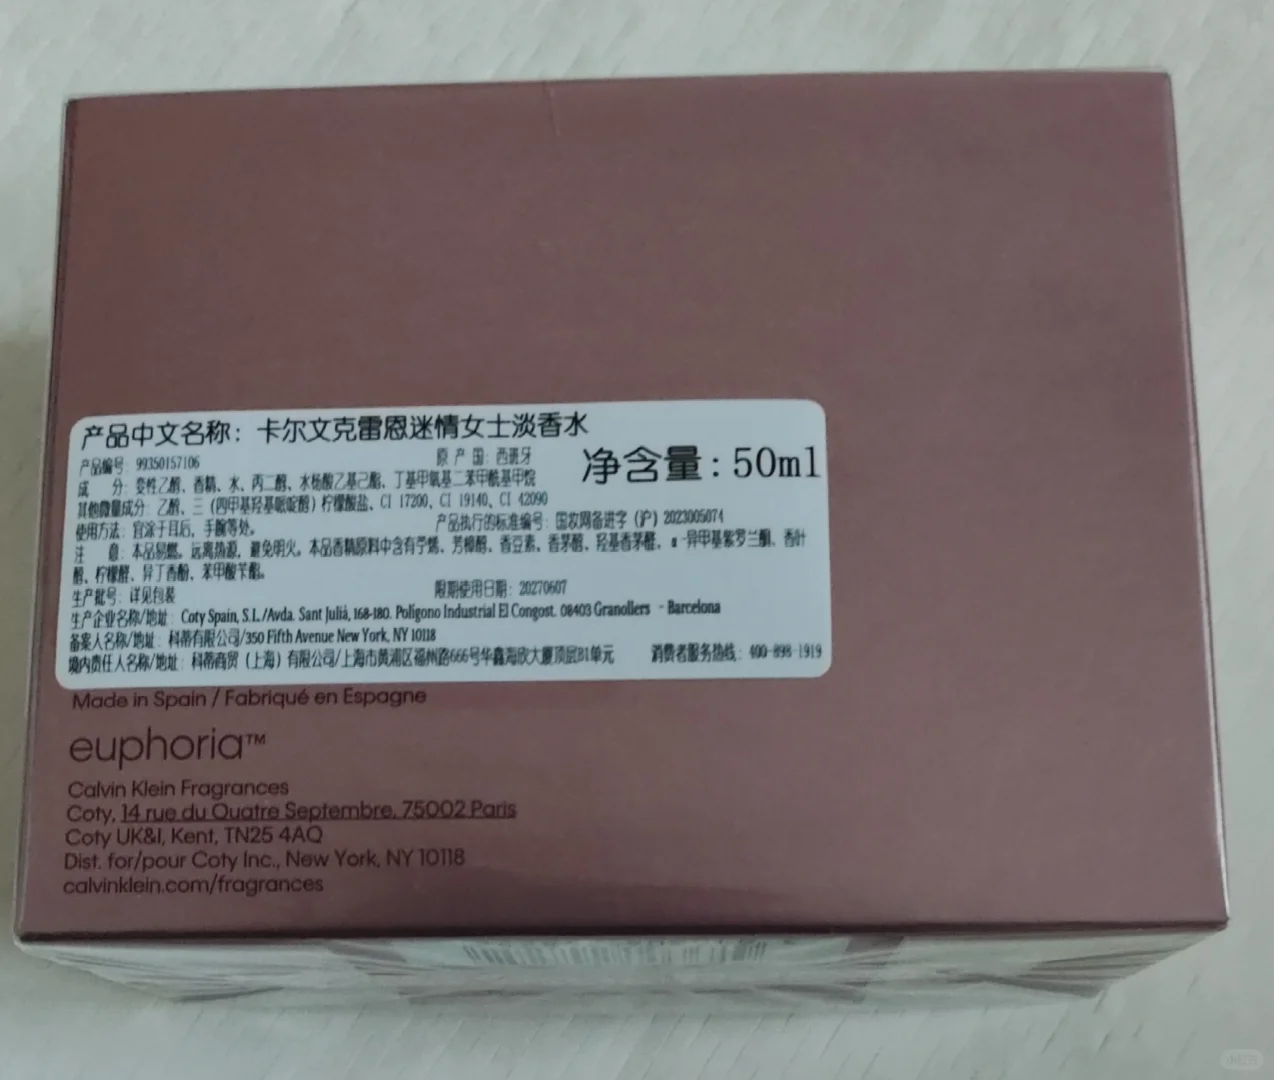 产品中文名称：卡尔文克雷恩迷情女士淡香水
产品编号：99350157106 原 产 国：西班牙
净含量：50ml
成 分：变性乙醇、香精、水、丙二醇、水杨酸乙基己酯、丁基甲氧基二苯甲酰基甲烷
其他微量成分：乙醇、三（四甲基羟基哌啶醇）柠檬酸盐、CI 17200、CI 19140、CI 42090
使用方法：宜涂于耳后，手腕等处。 产品执行的标准编号：国妆网备进字（沪）2023005074
注 意：本品易燃。远离热源，避免明火。本品香精原料中含有苧烯、芳樟醇、香豆素、香茅醇、羟基香茅醛、α-异甲基紫罗兰酮、香叶
醇、柠檬醛、异丁香酚、苯甲酸苄酯。
生产批号：详见包装 限期使用日期：20270607
生产企业名称/地址：Coty Spain, S.L./Avda. Sant Julià, 168-180. Polígono Industrial El Congost. 08403 Granollers - Barcelona
备案人名称/地址：科蒂有限公司/350 Fifth Avenue New York, NY 10118
境内责任人名称/地址：科蒂商贸（上海）有限公司/上海市黄浦区福州路666号华鑫海欣大厦顶层B1单元 消费者服务热线：400-898-1919
Made in Spain / Fabriqué en Espagne
euphoria™
Calvin Klein Fragrances
Coty, 14 rue du Quatre Septembre, 75002 Paris
Coty UK&I, Kent, TN25 4AQ
Dist. for/pour Coty Inc., New York, NY 10118
calvinklein.com/fragrances